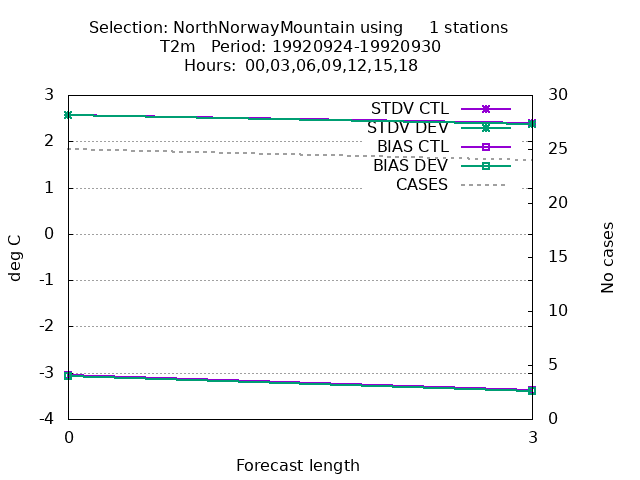 Selection: NorthNorwayMountain using 1 stations
T2m Period: 19920924-19920930
Hours: 00,03,06,09,12,15,18
3
2
1
0
-1
-2
-3
-4
deg C
STDV CTL
STDV DEV
BIAS CTL
BIAS DEV
CASES
30
25
20
15
10
5
0
No cases
0
3
Forecast length